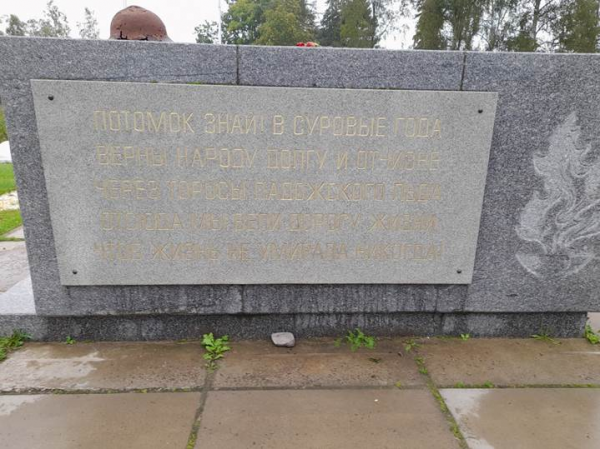 ПОТОМОК ЗНАЙ! В СУРОВЫЕ ГОДА
ВЕРНЫ НАРОДУ ДОЛГУ И ОТЧИЗНЕ
ЧЕРЕЗ ТОРОСЫ ЛАДОЖСКОГО ЛЬДА
ОТСЮДА МЫ ВЕЛИ ДОРОГУ ЖИЗНИ
ЧТОБ ЖИЗНЬ НЕ УМИРАЛА НИКОГДА